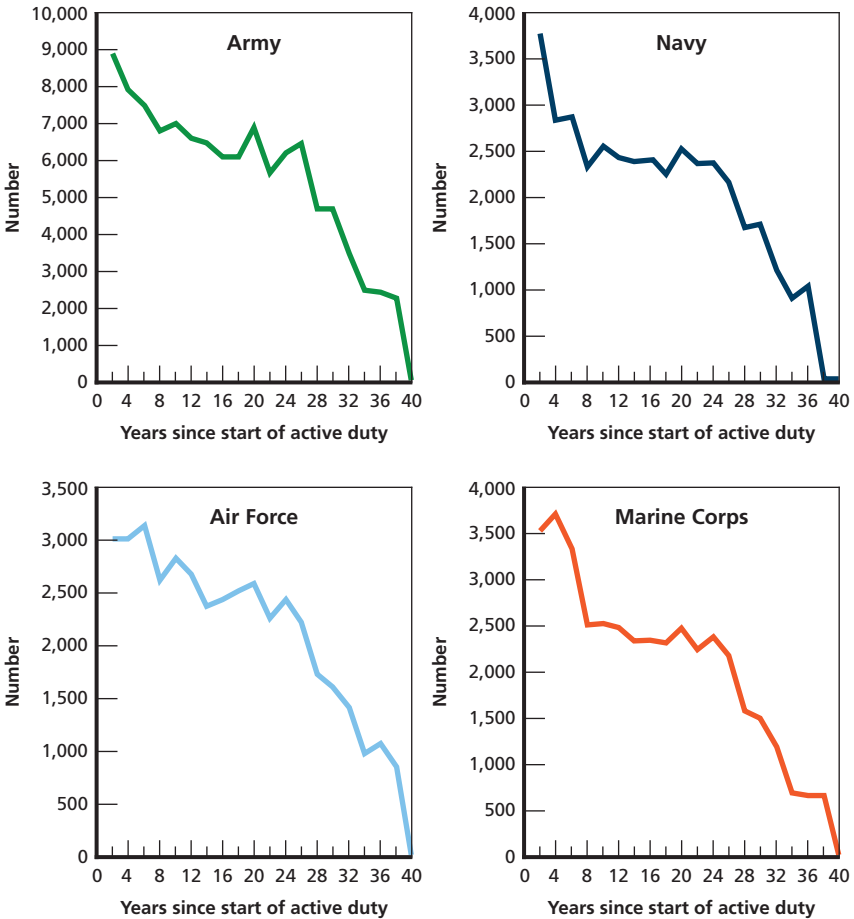 Army
10,000
9,000
8,000
7,000
6,000
5,000
4,000
3,000
2,000
1,000
0
Number
0 4 8 12 16 20 24 28 32 36 40
Years since start of active duty
Navy
4,000
3,500
3,000
2,500
2,000
1,500
1,000
500
0
Number
0 4 8 12 16 20 24 28 32 36 40
Years since start of active duty
Air Force
3,500
3,000
2,500
2,000
1,500
1,000
500
0
Number
0 4 8 12 16 20 24 28 32 36 40
Years since start of active duty
Marine Corps
4,000
3,500
3,000
2,500
2,000
1,500
1,000
500
0
Number
0 4 8 12 16 20 24 28 32 36 40
Years since start of active duty